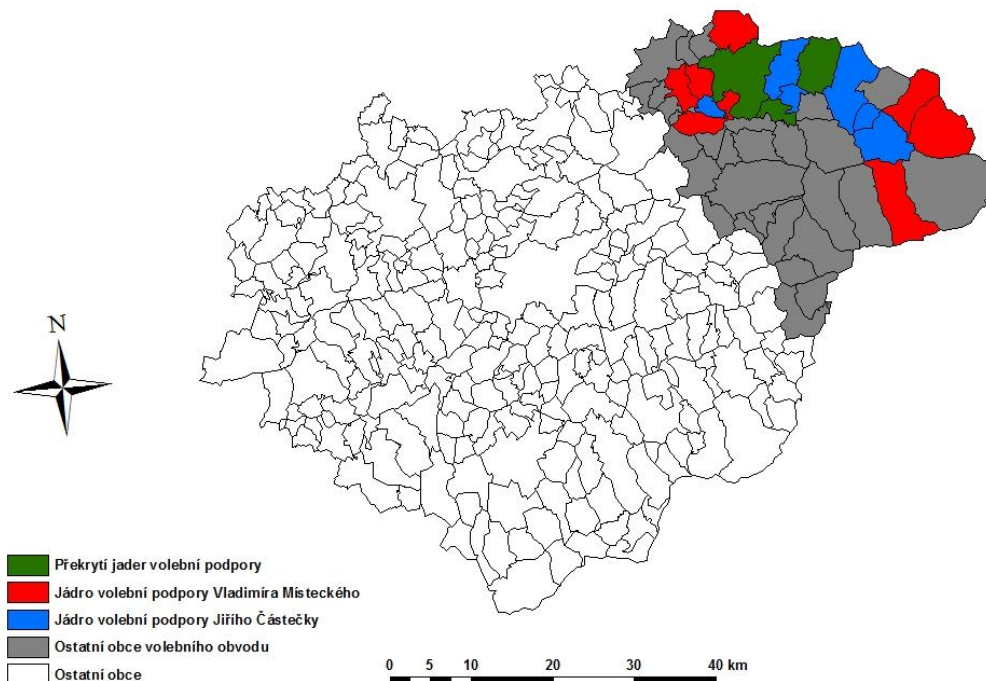 N
Překrytí jader volební podpory
Jádro volební podpory Vladimíra Místeckého
Jádro volební podpory Jiřího Částečky
Ostatní obce volebního obvodu
Ostatní obce
0 5 10 20 30 40 km